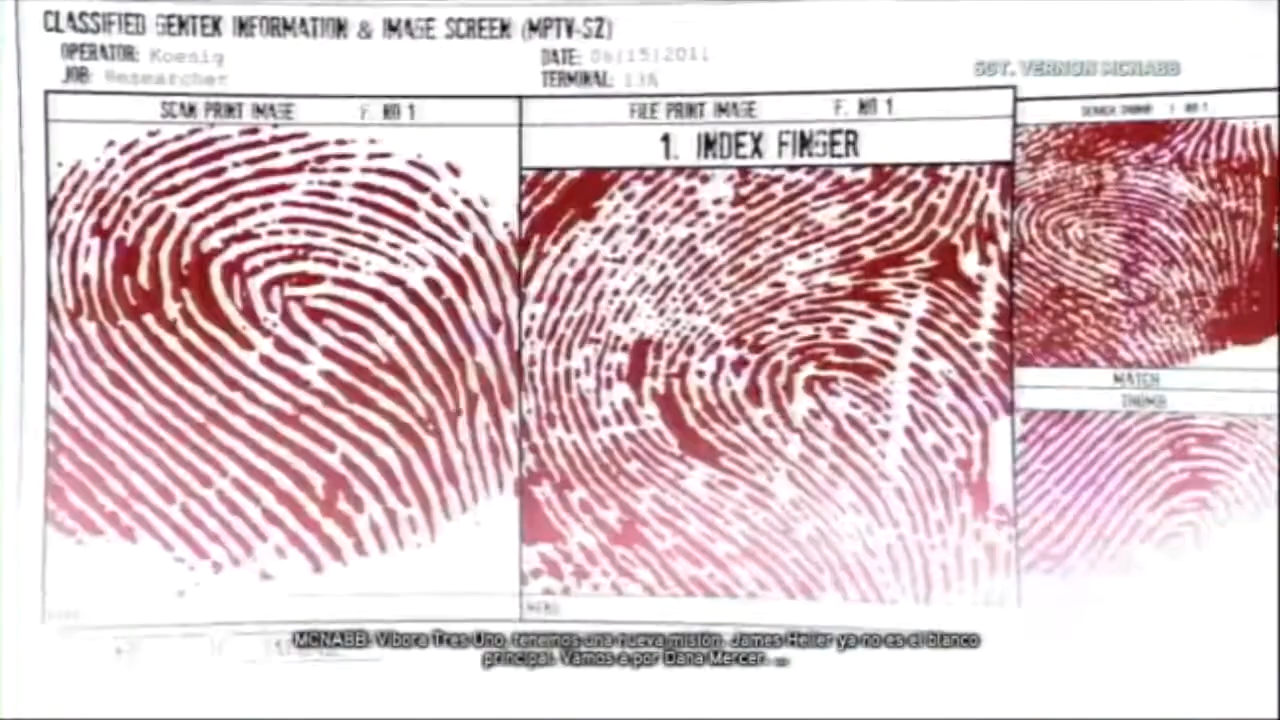 CLASSIFIED GENTEK INFORMATION & IMAGE SCREEN (MPTV-SZ)
OPERATOR: Koenig
DATE: 06|15|2011
JOB: Researcher
TERMINAL: 13A
SGT. VERNON MCNABB
SCAN PRINT IMAGE F. NO 1
FILE PRINT IMAGE F. NO 1
1. INDEX FINGER
MATCH
THUMB
MCNABB: Víbora Tres Uno, tenemos una nueva misión. James Heller ya no es el blanco
principal. Vamos a por Dana Mercer. ...